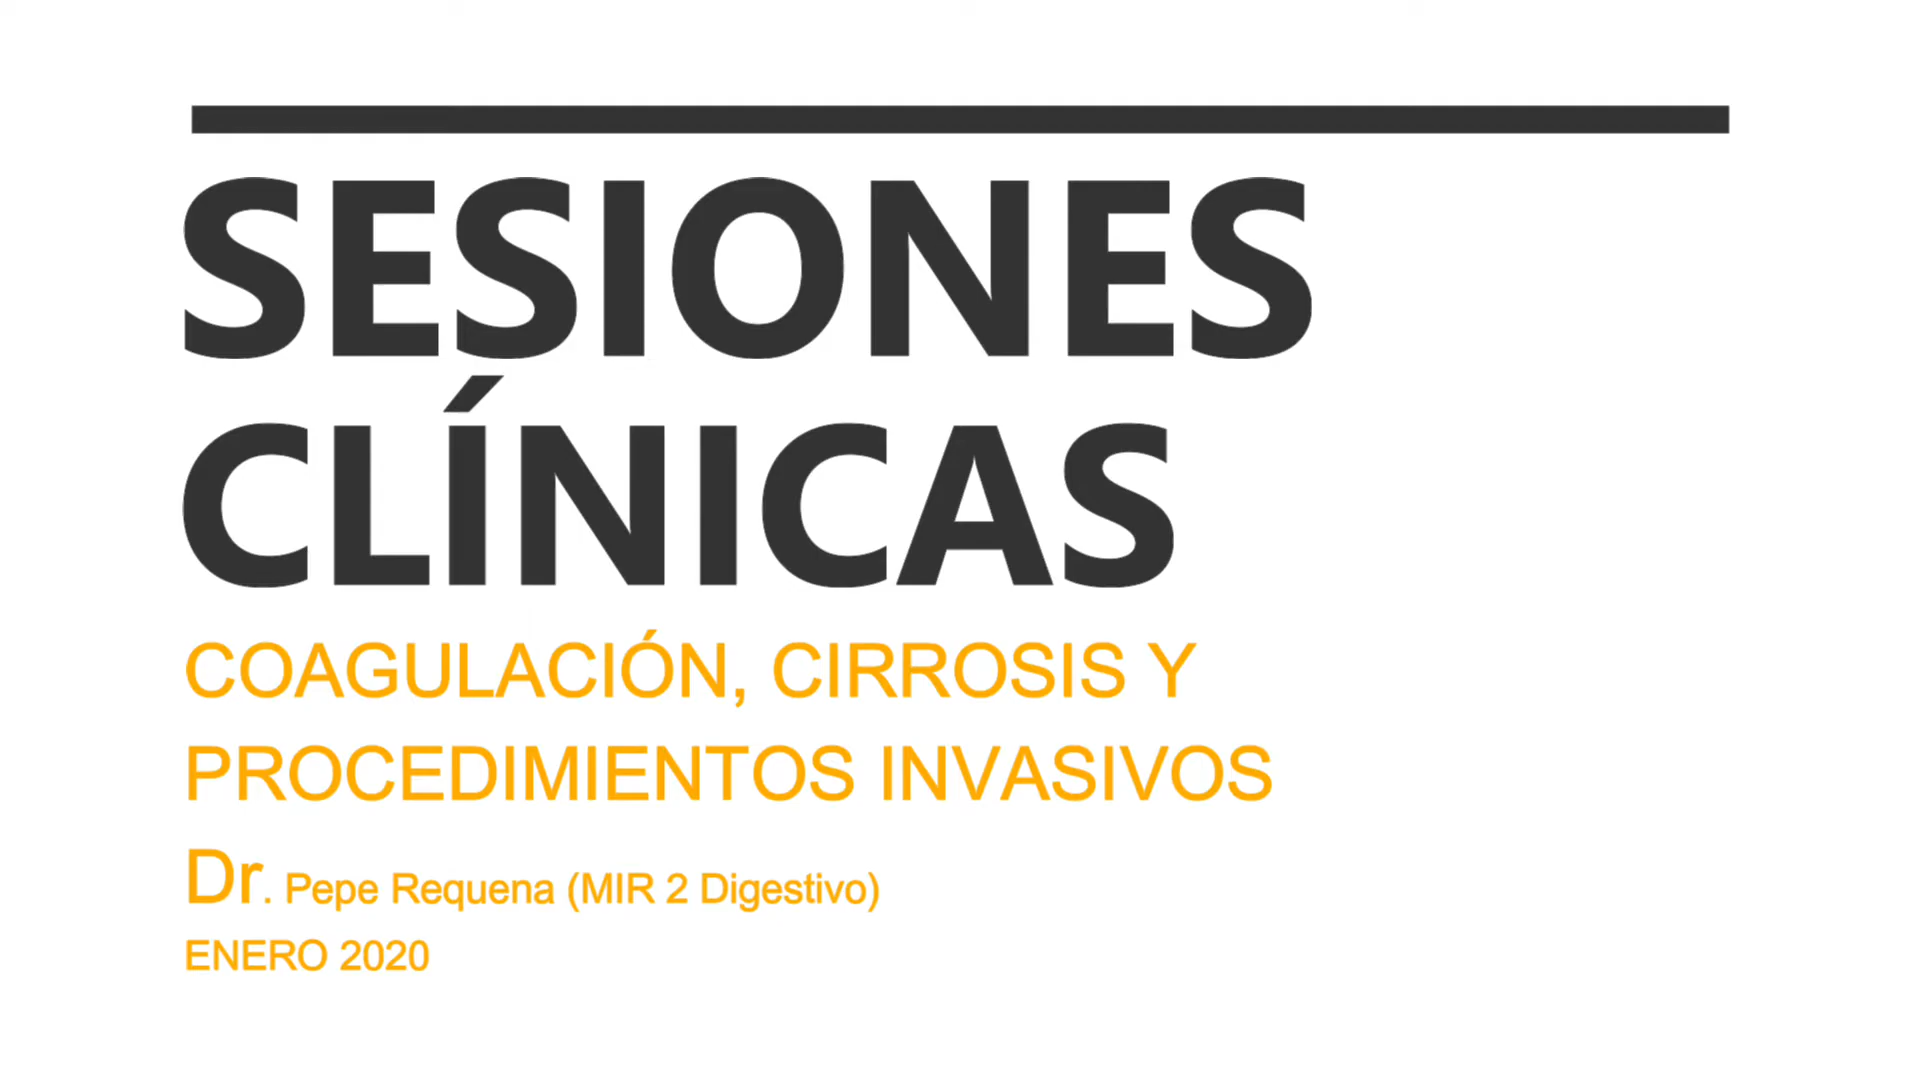 SESIONES
CLÍNICAS
COAGULACIÓN, CIRROSIS Y
PROCEDIMIENTOS INVASIVOS
Dr. Pepe Requena (MIR 2 Digestivo)
ENERO 2020